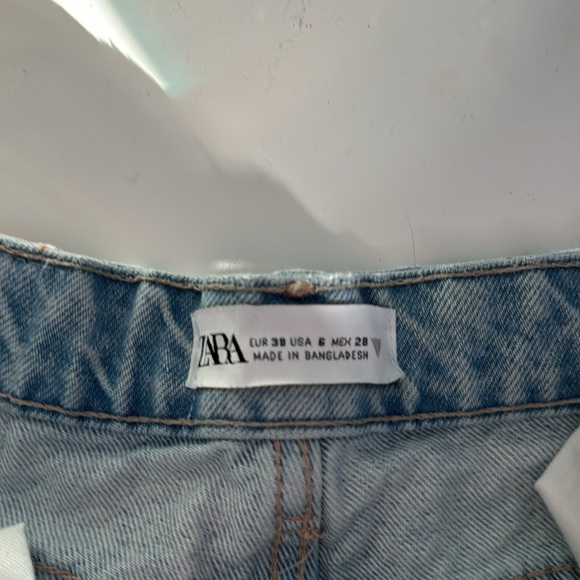 ZARA
EUR 38 USA 6 MEX 28
MADE IN BANGLADESH